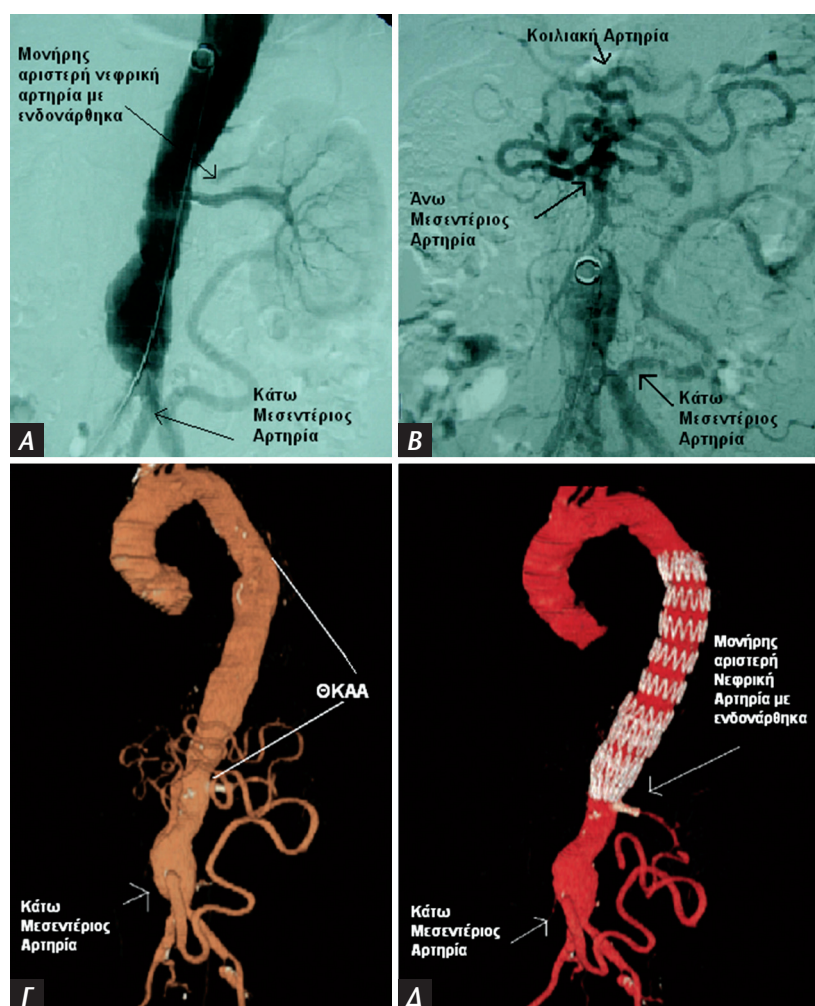 Μονήρης
αριστερή νεφρική
αρτηρία με
ενδονάρθηκα
Κάτω
Μεσεντέριος
Αρτηρία
Α
Κοιλιακή Αρτηρία
Άνω
Μεσεντέριος
Αρτηρία
Κάτω
Μεσεντέριος
Αρτηρία
Β
ΘΚΑΑ
Κάτω
Μεσεντέριος
Αρτηρία
Γ
Μονήρης
αριστερή
Νεφρική
Αρτηρία με
ενδονάρθηκα
Κάτω
Μεσεντέριος
Αρτηρία
Δ